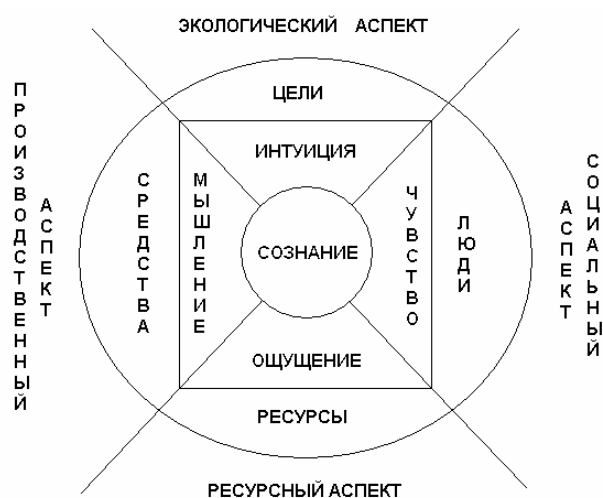 ЭКОЛОГИЧЕСКИЙ АСПЕКТ
ЦЕЛИ
ИНТУИЦИЯ
ПРОИЗВОДСТВЕННЫЙ
АСПЕКТ
СРЕДСТВА
МЫШЛЕНИЕ
СОЗНАНИЕ
ЧУВСТВО
ЛЮДИ
АСПЕКТ
СОЦИАЛЬНЫЙ
ОЩУЩЕНИЕ
РЕСУРСЫ
РЕСУРСНЫЙ АСПЕКТ